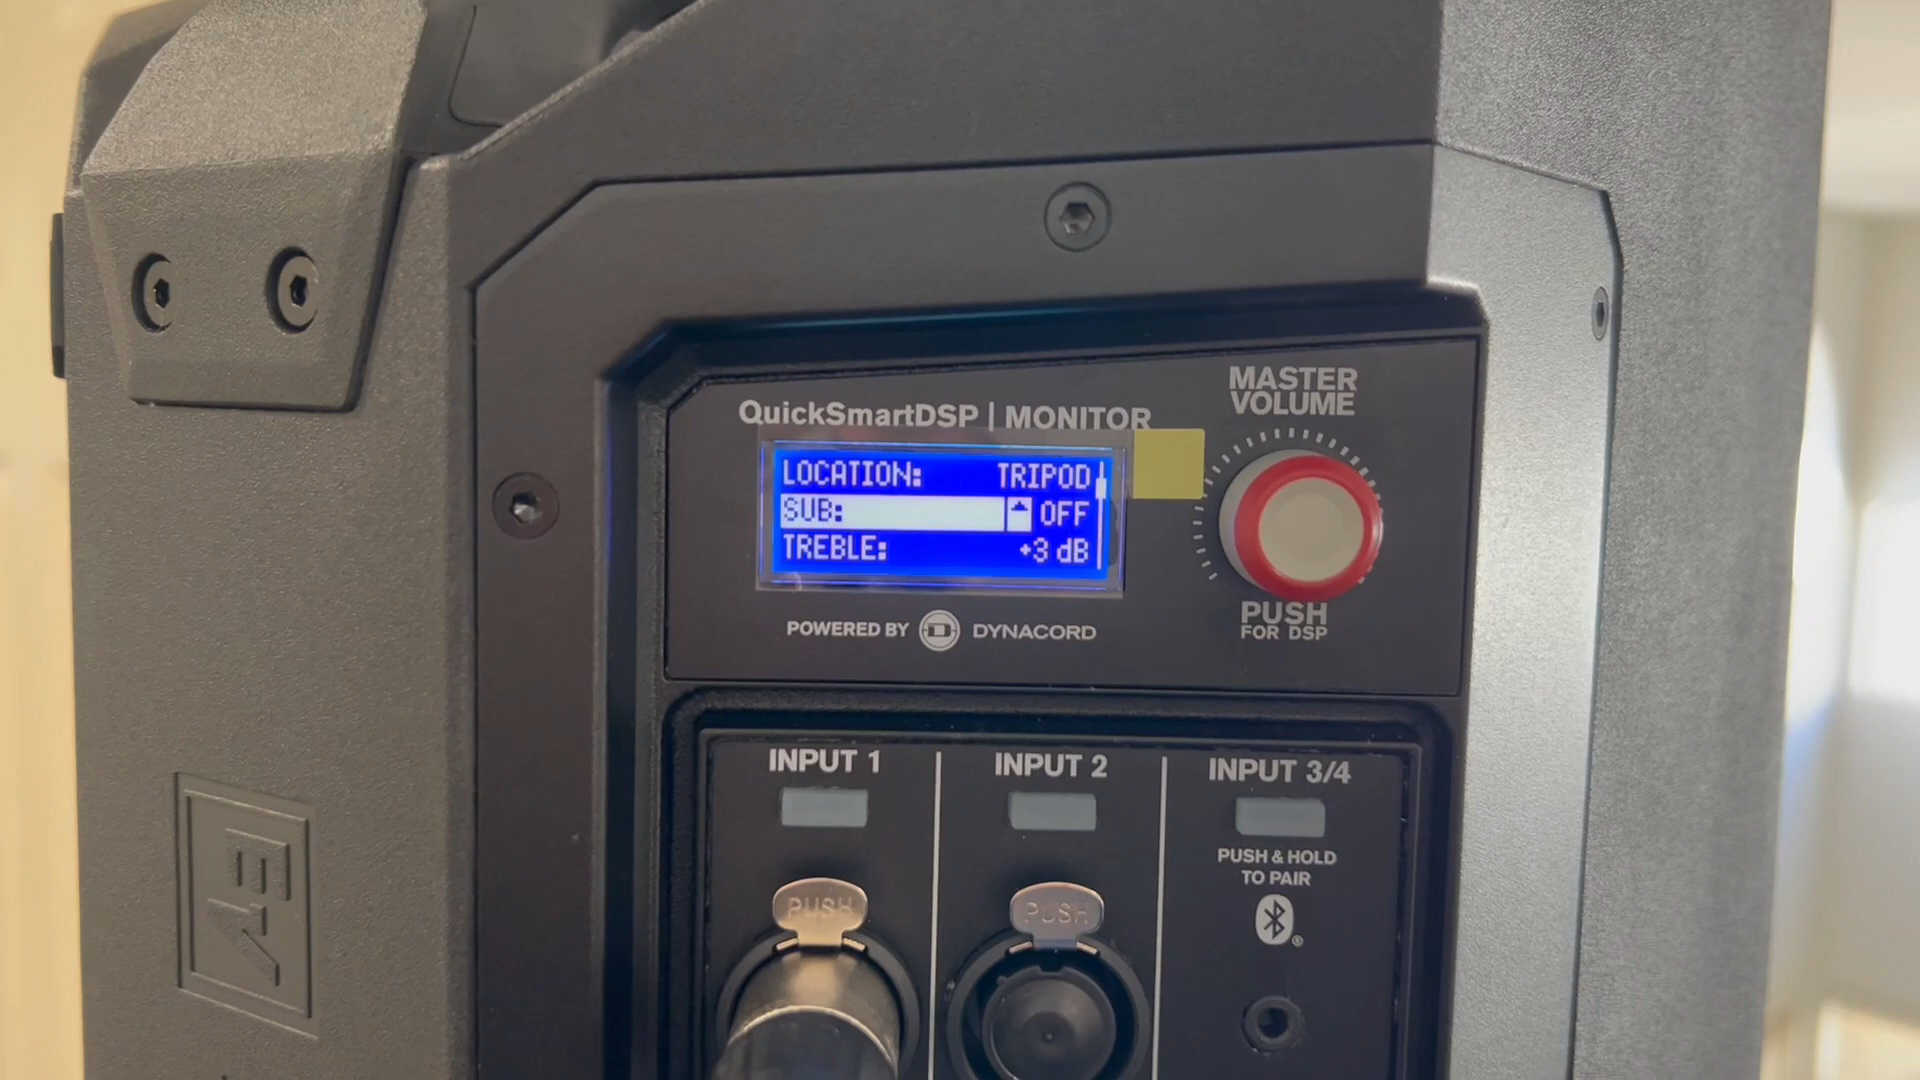 QuickSmartDSP | MONITOR
MASTER
VOLUME
LOCATION: TRIPOD
SUB: OFF
TREBLE: +3 dB
POWERED BY DYNACORD
PUSH
FOR DSP
INPUT 1
INPUT 2
INPUT 3/4
PUSH & HOLD
TO PAIR
PUSH
PUSH
EV